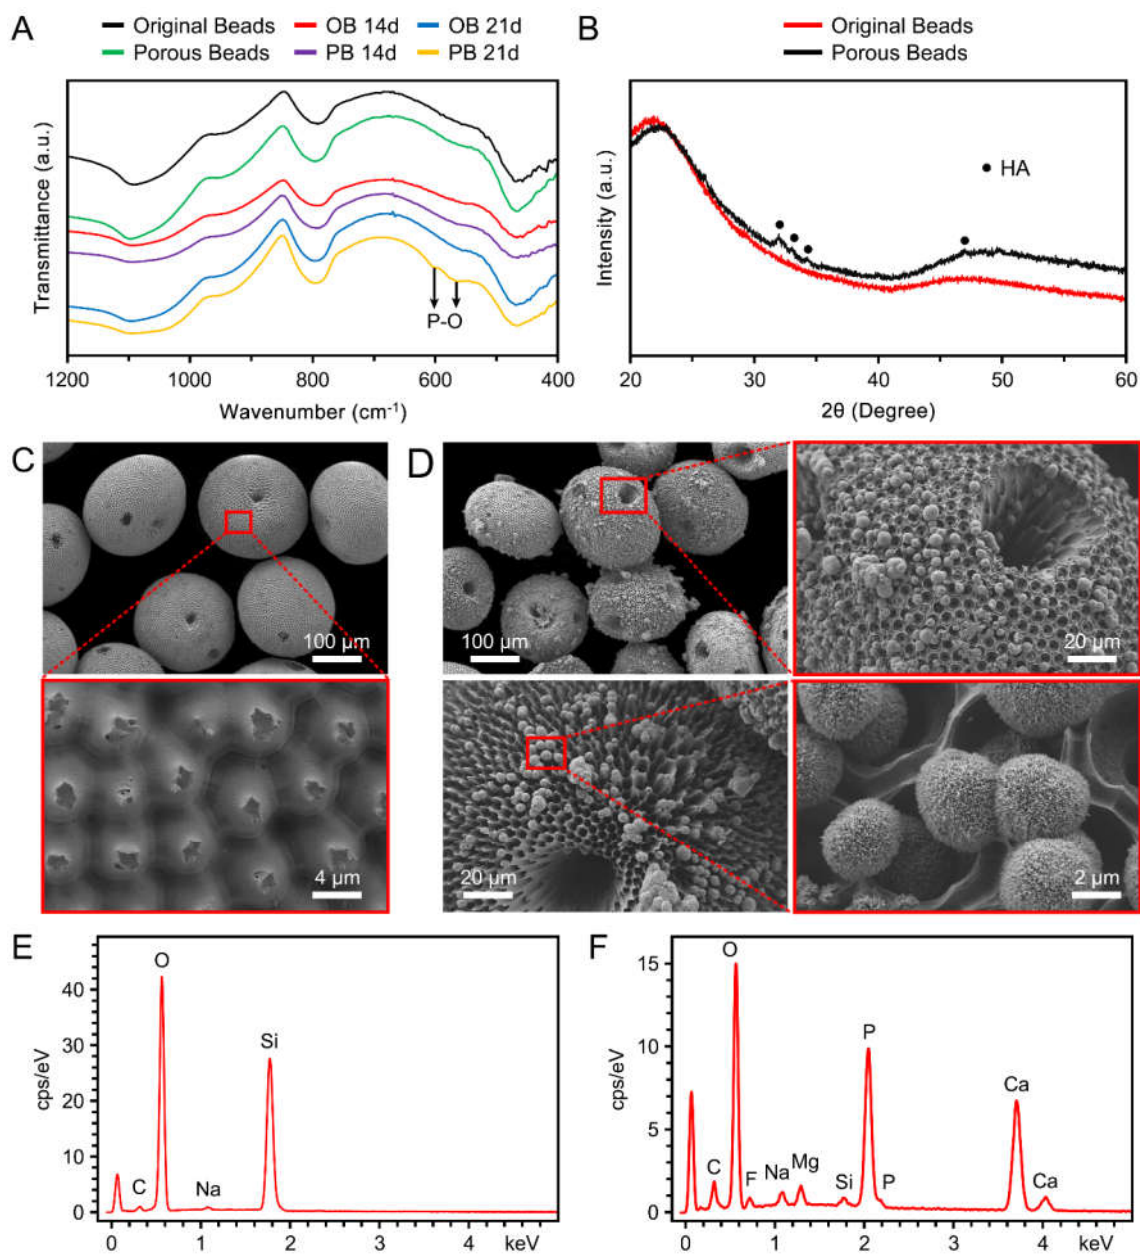 A
Original Beads
OB 14d
OB 21d
Porous Beads
PB 14d
PB 21d
Transmittance (a.u.)
P-O
1200
1000
800
600
400
Wavenumber (cm⁻¹)
B
Original Beads
Porous Beads
Intensity (a.u.)
HA
20
30
40
50
60
2θ (Degree)
C
100 μm
4 μm
D
100 μm
20 μm
20 μm
2 μm
E
cps/eV
40
30
20
10
0
C
O
Na
Si
0
1
2
3
4
keV
F
cps/eV
15
10
5
0
C
O
F
Na
Mg
Si
P
P
Ca
Ca
0
1
2
3
4
keV